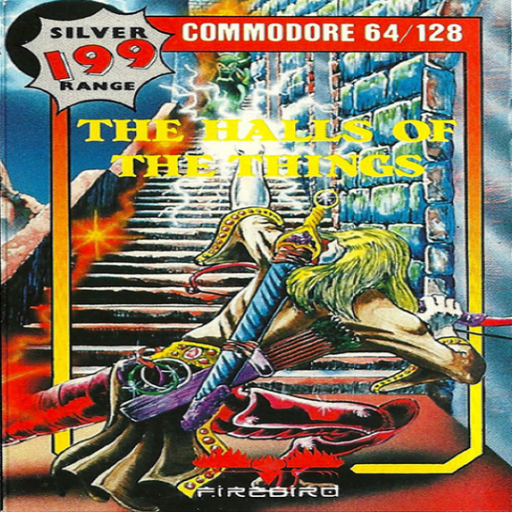 SILVER
199
RANGE
COMMODORE 64/128
THE HALLS OF
THE THINGS
FIREBIRD